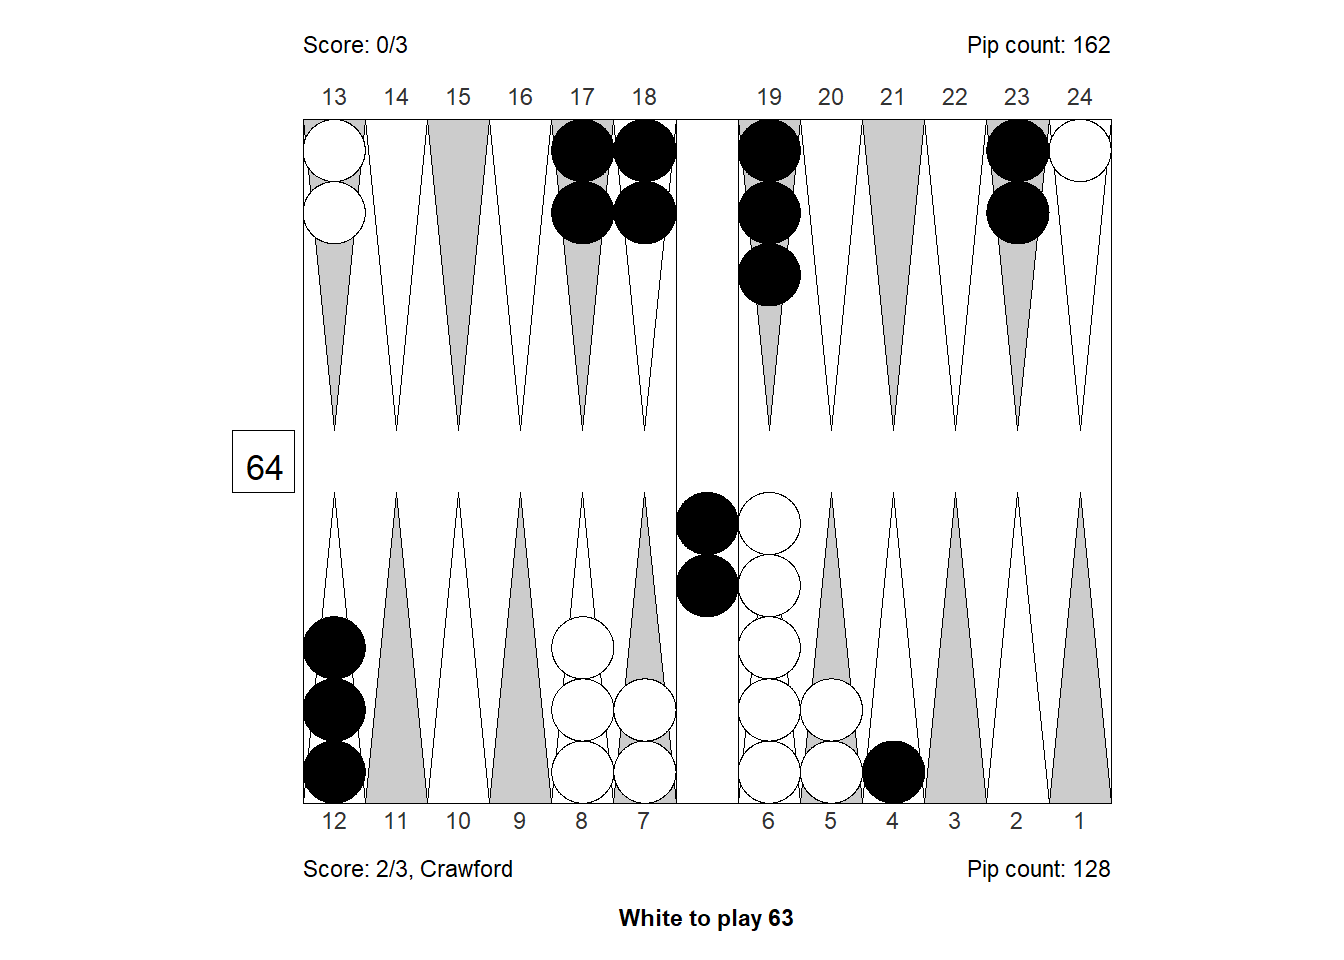 Score: 0/3 Pip count: 162
13 14 15 16 17 18 19 20 21 22 23 24
64
12 11 10 9 8 7 6 5 4 3 2 1
Score: 2/3, Crawford Pip count: 128
White to play 63